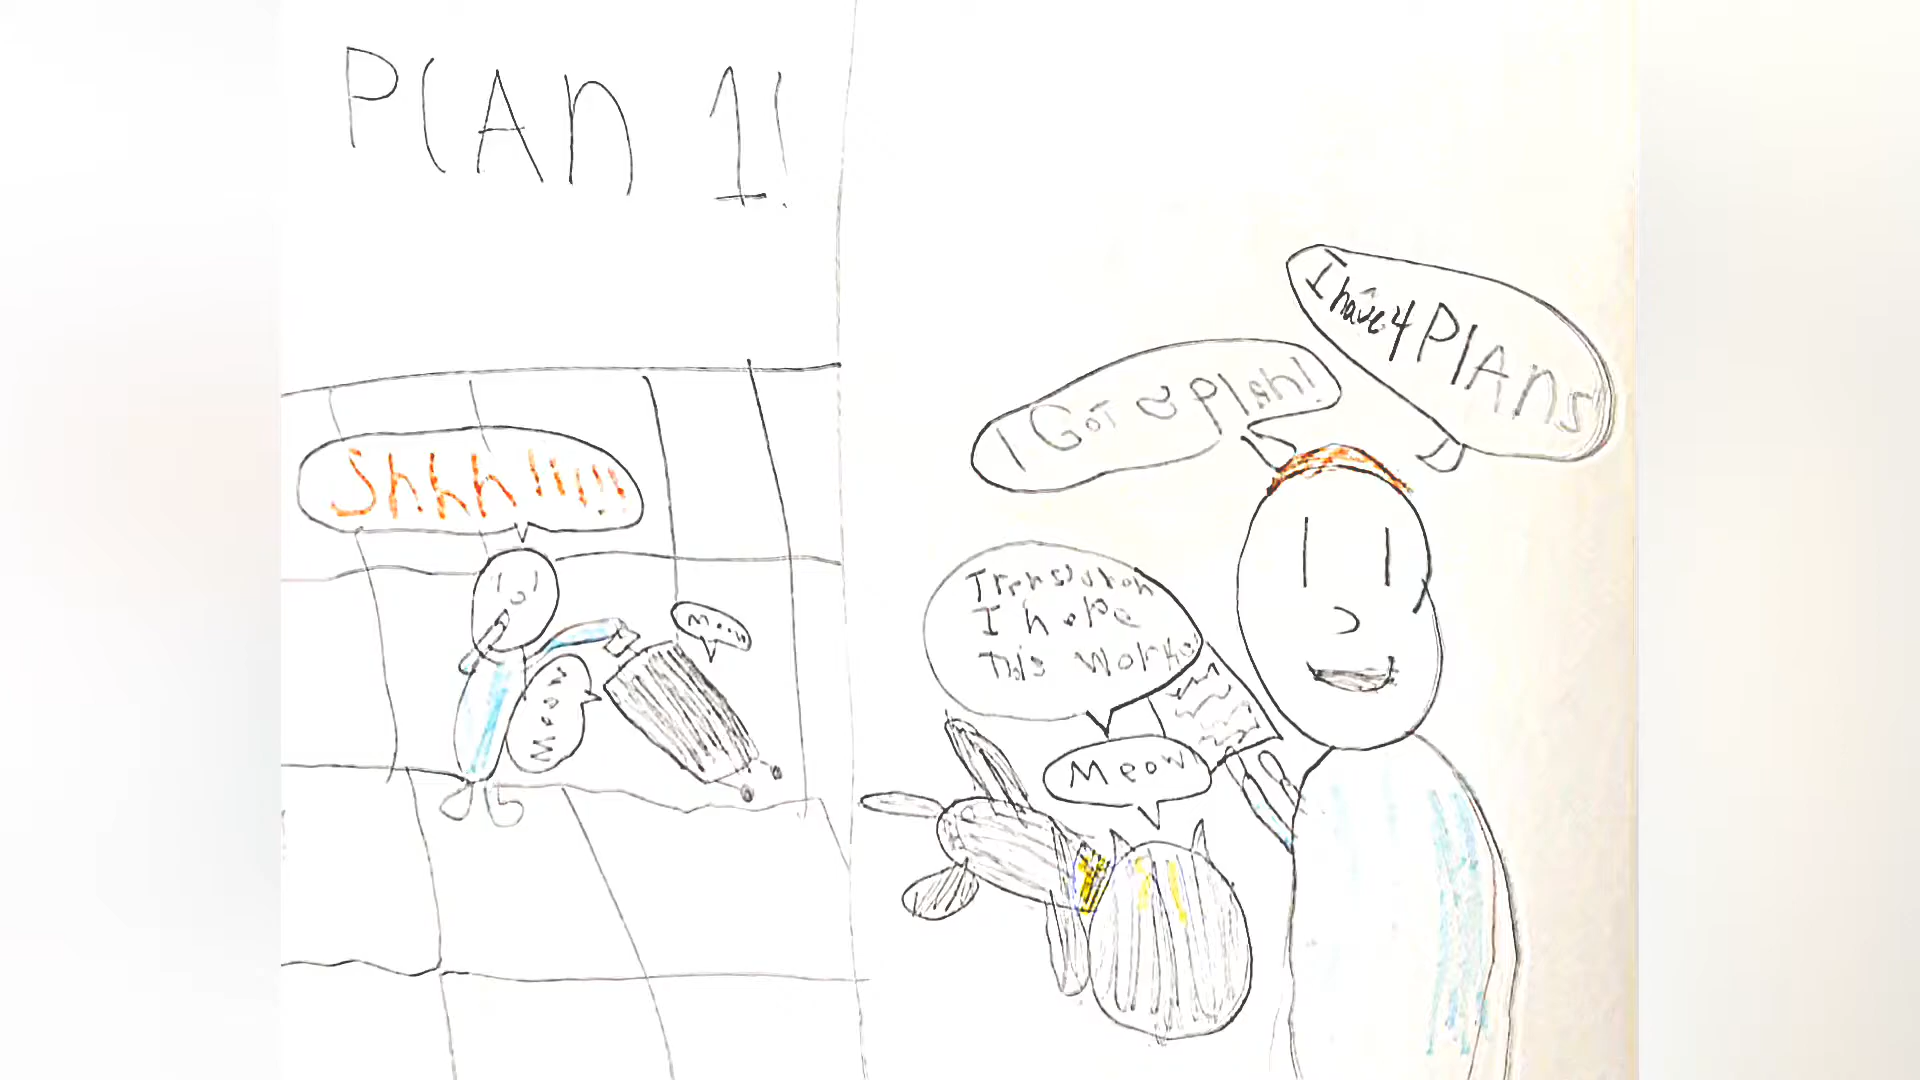 PlAn 1!
Shhh!!!!!
Meow
Meow
I have 4 PlAns
I GoT a Plan!
Translation
I hope
This Works
Meow